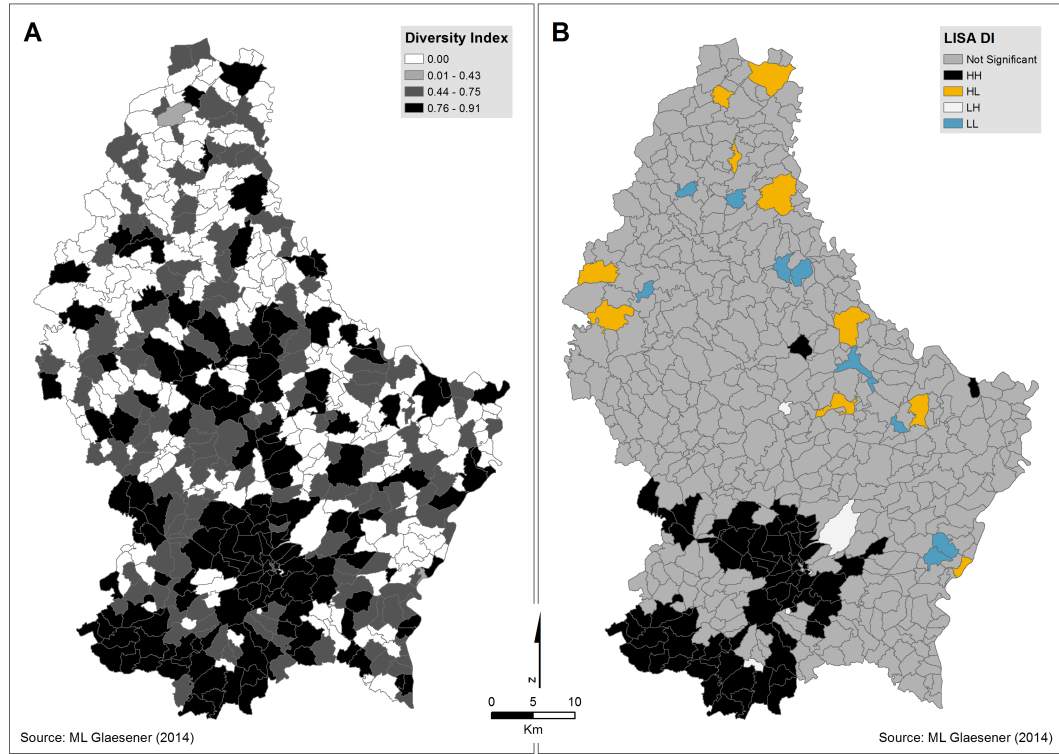 A
Diversity Index
0.00
0.01 - 0.43
0.44 - 0.75
0.76 - 0.91
Source: ML Glaesener (2014)
B
LISA DI
Not Significant
HH
HL
LH
LL
z
0 5 10
Km
Source: ML Glaesener (2014)